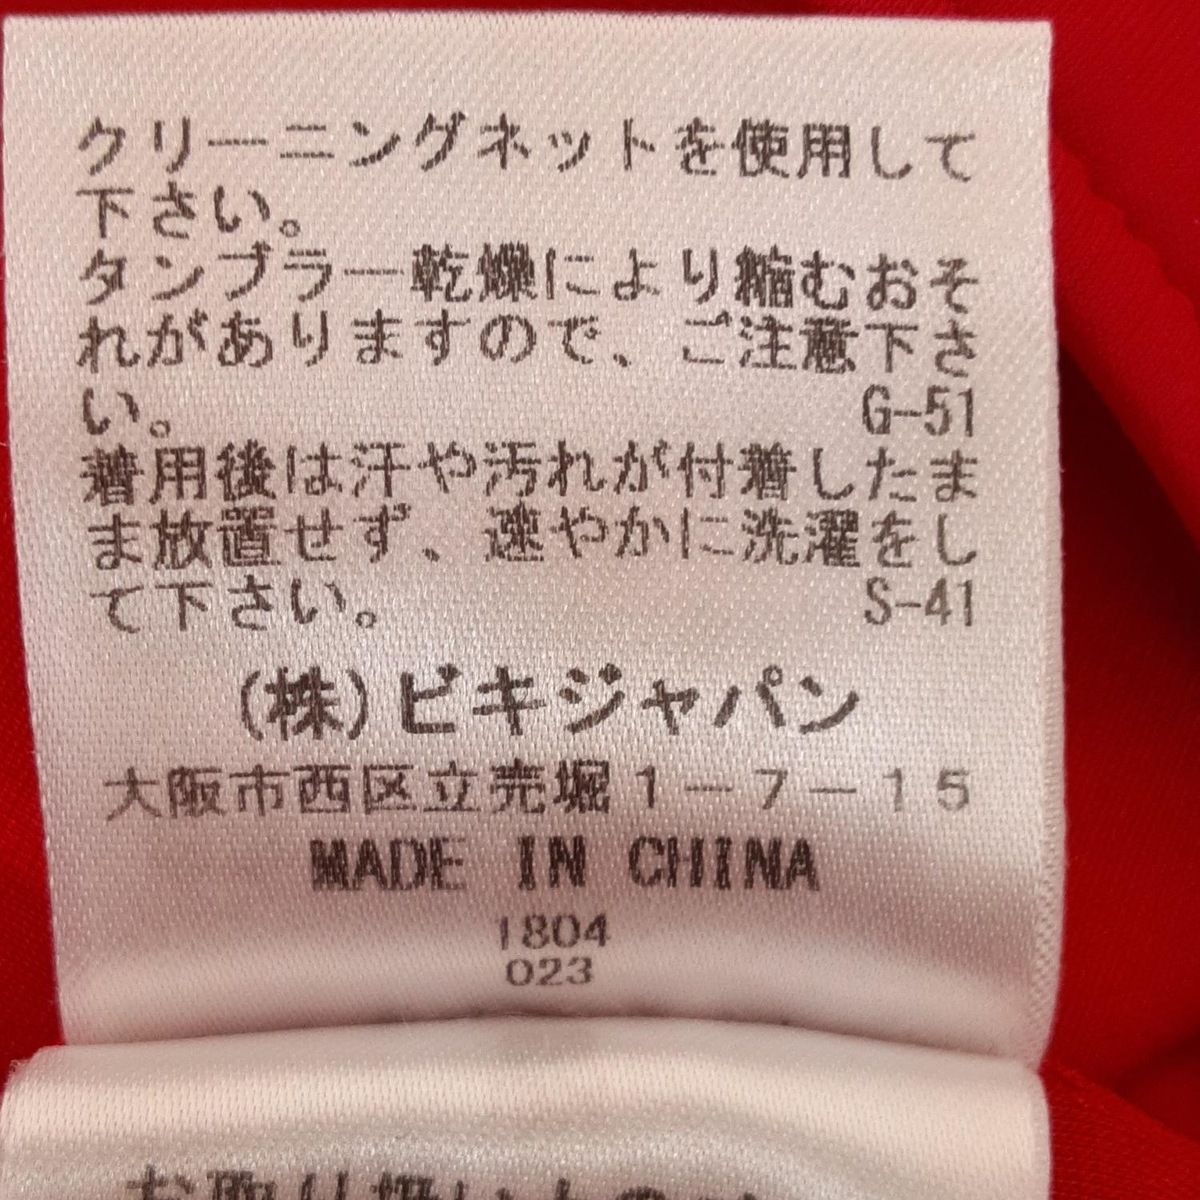 クリーニングネットを使用して
下さい。
タンブラー乾燥により縮むおそ
れがありますので、ご注意下さ
い。 G-51
着用後は汗や汚れが付着したま
ま放置せず、速やかに洗濯をし
て下さい。 S-41
(株)ビキジャパン
大阪市西区立売堀1-7-15
MADE IN CHINA
1804
023
お取り扱い